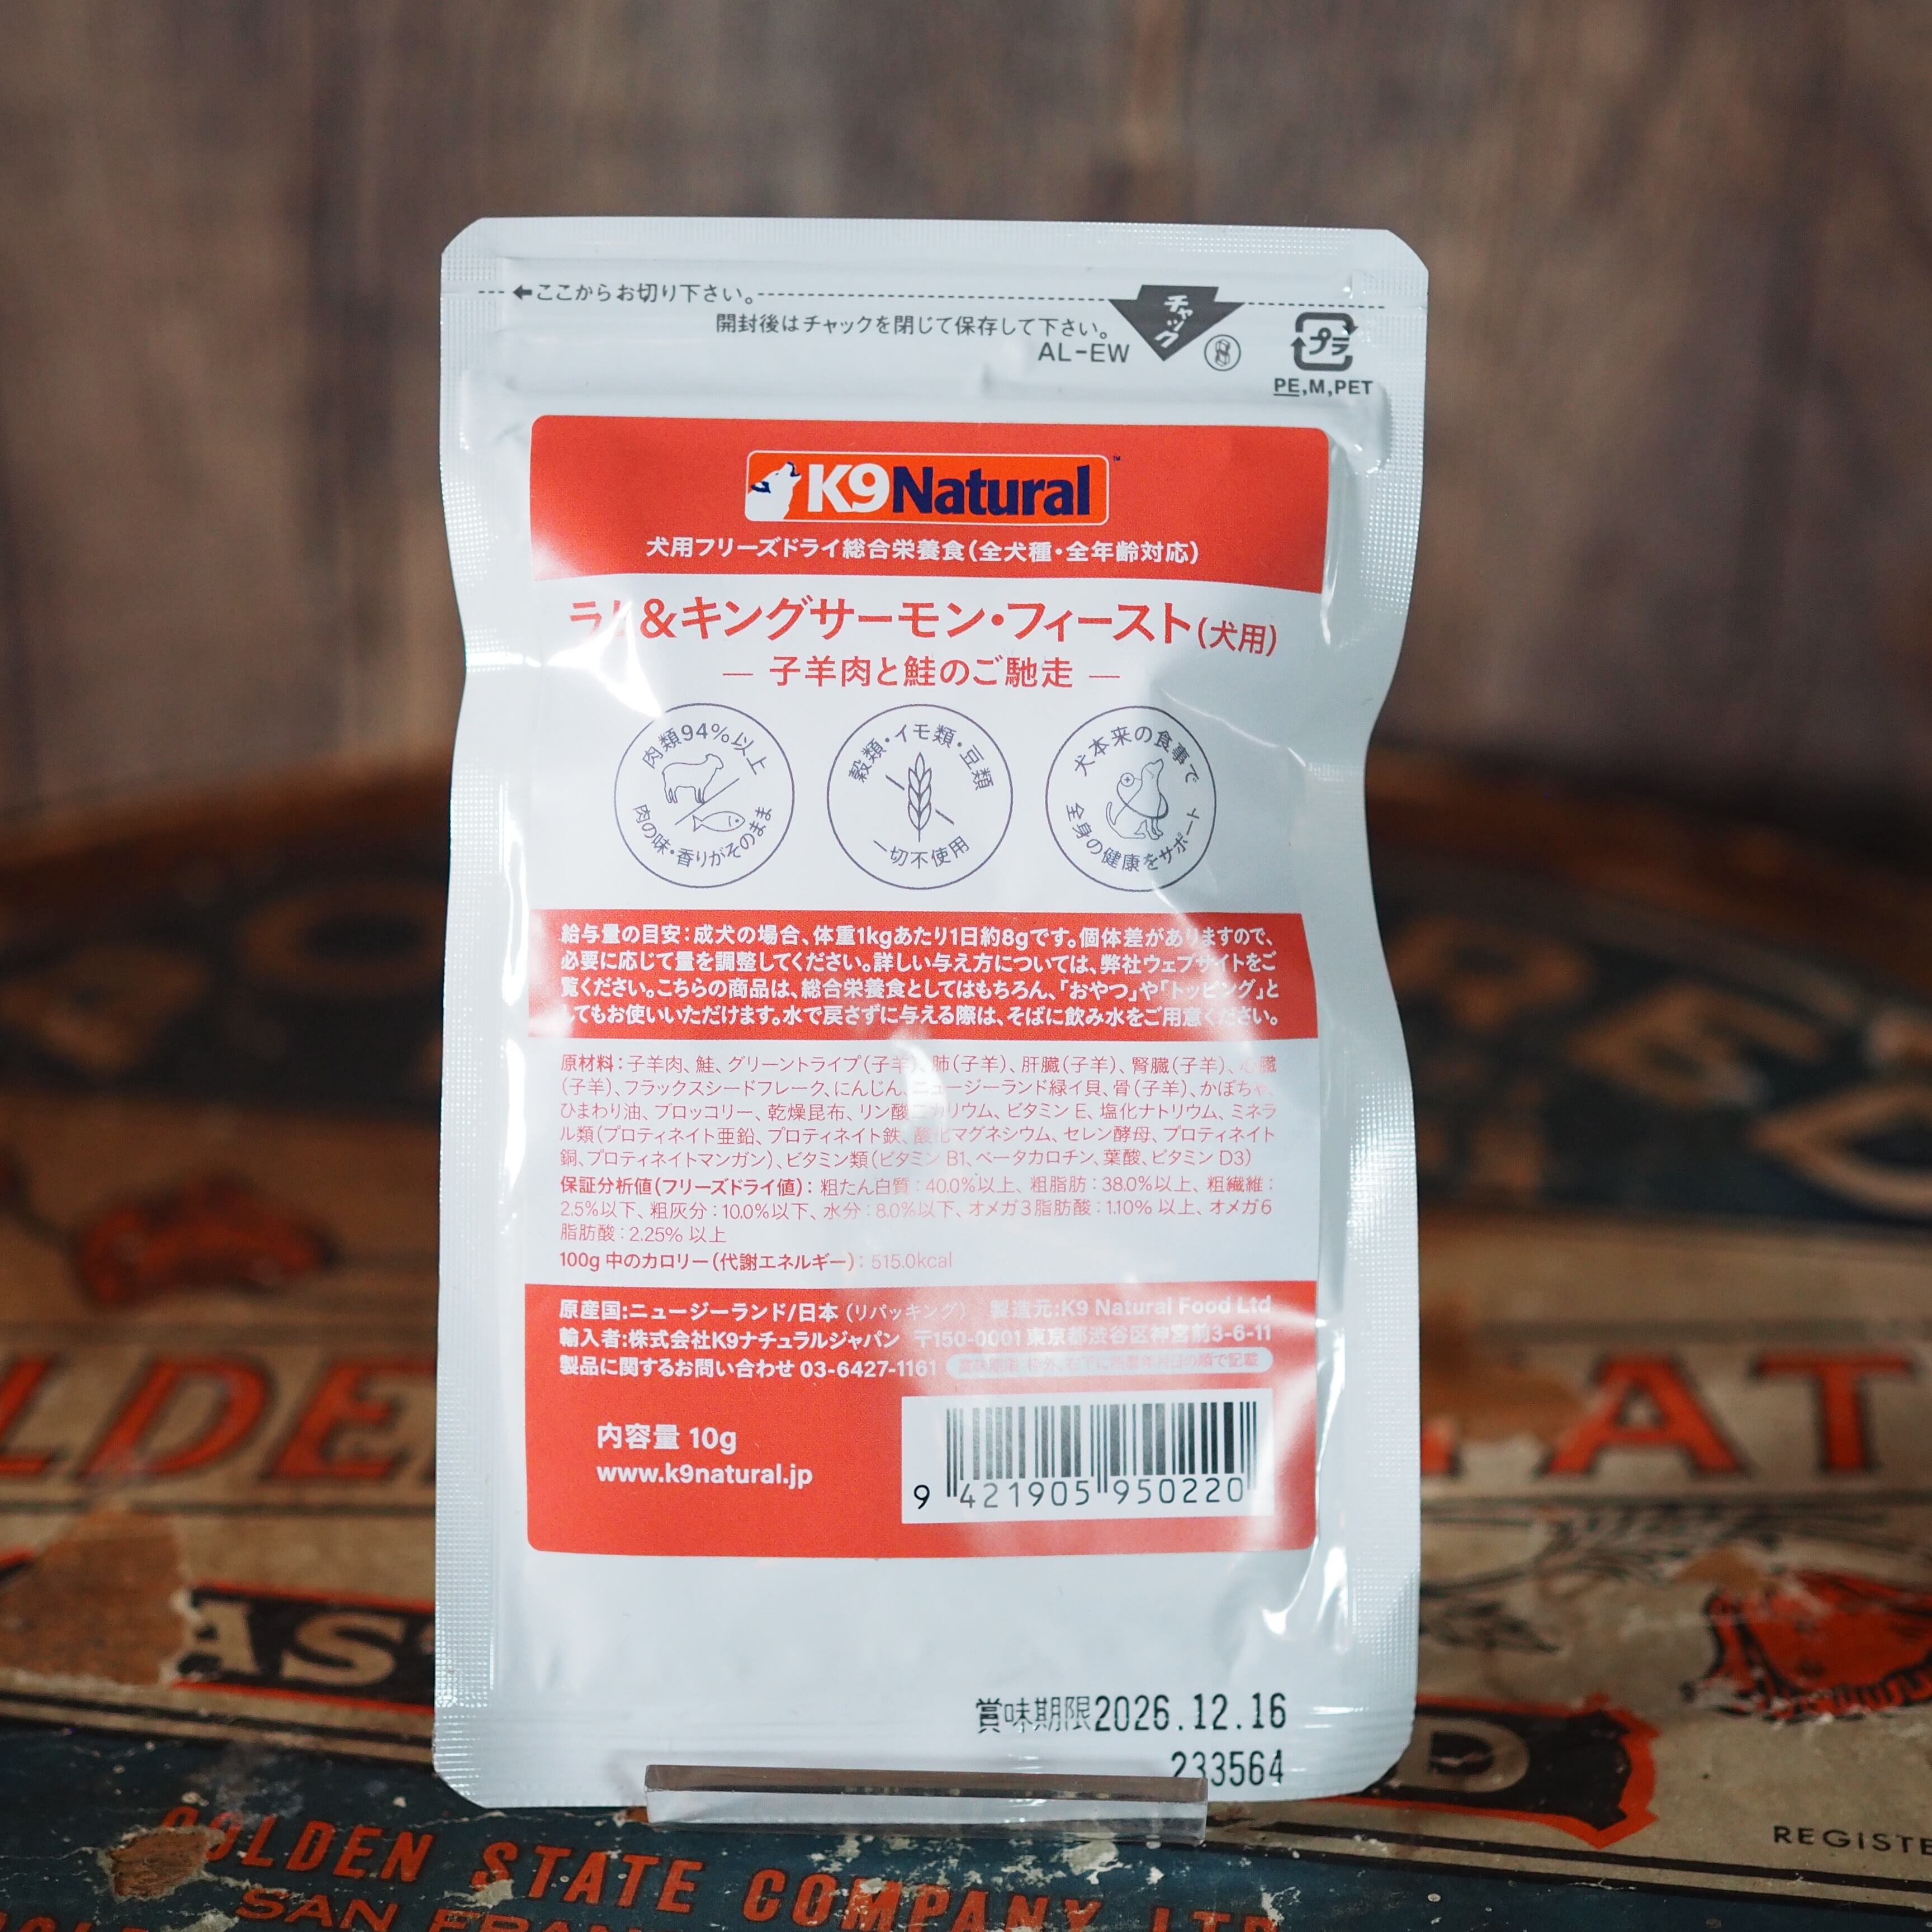 ←ここからお切り下さい。
開封後はチャックを閉じて保存して下さい。
チャック
AL-EW
プラ
PE,M,PET
K9Natural™
犬用フリーズドライ総合栄養食(全犬種・全年齢対応)
ラム&キングサーモン・フィースト(犬用)
— 子羊肉と鮭のご馳走 —
肉類94%以上
肉の味・香りがそのまま
穀類・イモ類・豆類
一切不使用
犬本来の食事で
全身の健康をサポート
給与量の目安:成犬の場合、体重1kgあたり1日約8gです。個体差がありますので、
必要に応じて量を調整してください。詳しい与え方については、弊社ウェブサイトをご
覧ください。こちらの商品は、総合栄養食としてはもちろん、「おやつ」や「トッピング」と
してもお使いいただけます。水で戻さずに与える際は、そばに飲み水をご用意ください。
原材料:子羊肉、鮭、グリーントライプ(子羊)、肺(子羊)、肝臓(子羊)、腎臓(子羊)、心臓
(子羊)、フラックスシードフレーク、にんじん、ニュージーランド緑イ貝、骨(子羊)、かぼちゃ、
ひまわり油、ブロッコリー、乾燥昆布、リン酸二カリウム、ビタミン E、塩化ナトリウム、ミネラ
ル類(プロティネイト亜鉛、プロティネイト鉄、酸化マグネシウム、セレン酵母、プロティネイト
銅、プロティネイトマンガン)、ビタミン類(ビタミン B1、ベータカロチン、葉酸、ビタミン D3)
保証分析値(フリーズドライ値):粗たん白質:40.0%以上、粗脂肪:38.0%以上、粗繊維:
2.5%以下、粗灰分:10.0%以下、水分:8.0%以下、オメガ3脂肪酸:1.10% 以上、オメガ6
脂肪酸:2.25% 以上
100g 中のカロリー(代謝エネルギー):515.0kcal
原産国:ニュージーランド/日本(リパッキング) 製造元:K9 Natural Food Ltd
輸入者:株式会社K9ナチュラルジャパン 〒150-0001 東京都渋谷区神宮前3-6-11
製品に関するお問い合わせ 03-6427-1161
内容量 10g
www.k9natural.jp
9 421905 950220
賞味期限2026.12.16
233564
LDE
AT
AS
D
REGISTE
GOLDEN STATE COMPANY LTD
SAN FRAN